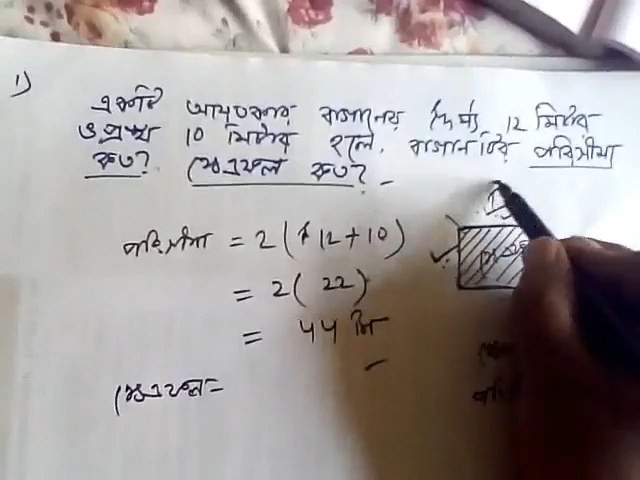 ১)
একটি আয়তকার বাগানের দৈর্ঘ্য 12 মিটার
ও প্রস্থ 10 মিটার হলে, বাগানটির পরিসীমা
কত? ক্ষেত্রফল কত?
পরিসীমা = 2 ( 12 + 10 )
= 2 ( 22 )
= 44 মি
ক্ষেত্রফল =